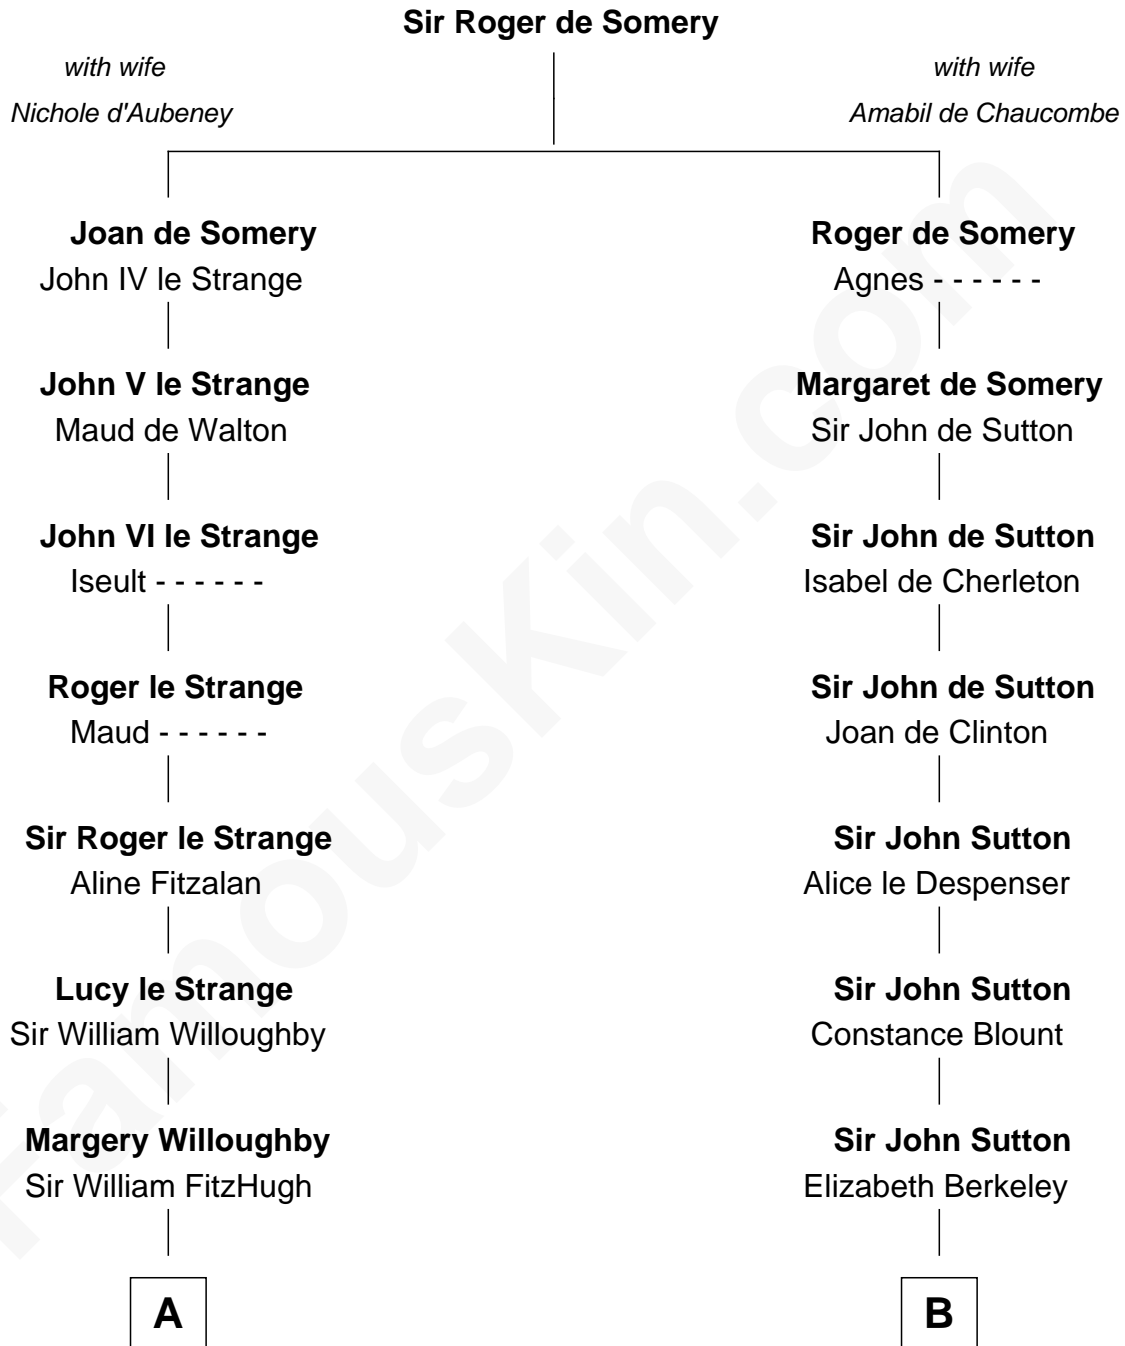 Sir Roger de Somery
with wife
Nichole d'Aubeney
with wife
Amabil de Chaucombe
Joan de Somery
John IV le Strange
Roger de Somery
Agnes - - - - - -
John V le Strange
Maud de Walton
Margaret de Somery
Sir John de Sutton
John VI le Strange
Iseult - - - - - -
Sir John de Sutton
Isabel de Cherleton
Roger le Strange
Maud - - - - - -
Sir John de Sutton
Joan de Clinton
Sir Roger le Strange
Aline Fitzalan
Sir John Sutton
Alice le Despenser
Lucy le Strange
Sir William Willoughby
Sir John Sutton
Constance Blount
Margery Willoughby
Sir William FitzHugh
Sir John Sutton
Elizabeth Berkeley
A
B
FamousKin.com